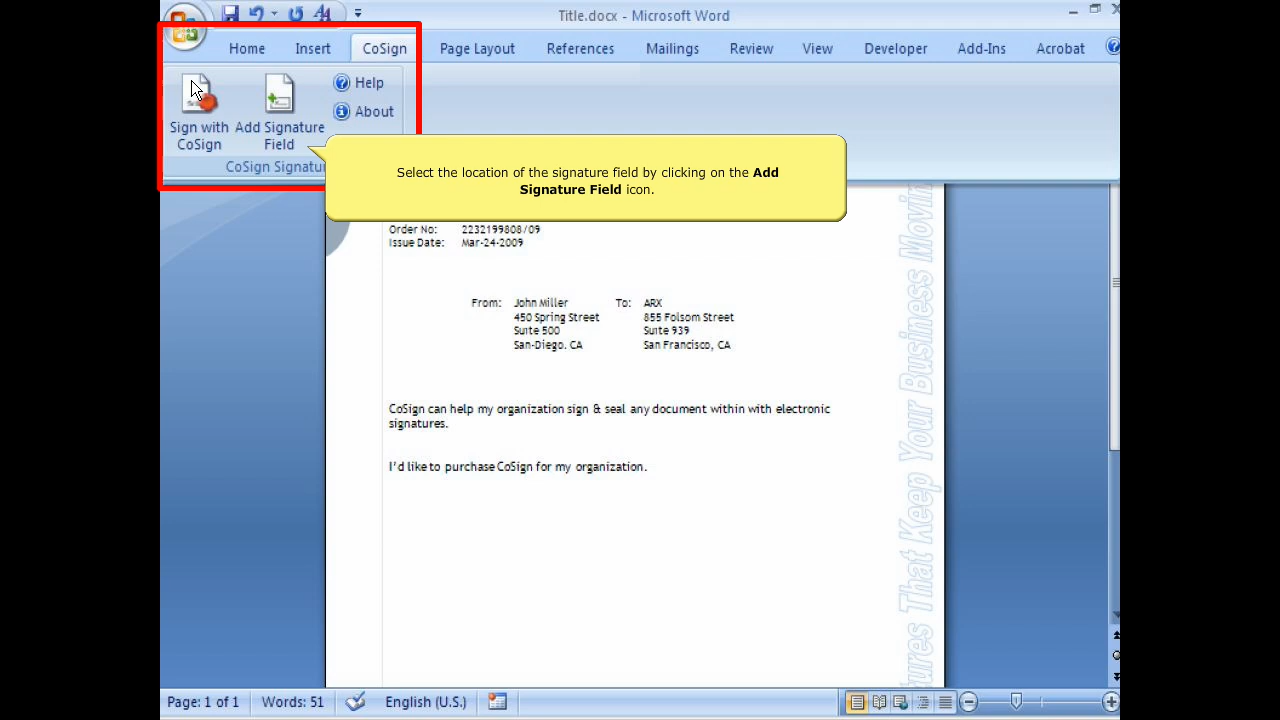 Title.docx - Microsoft Word
Home Insert CoSign Page Layout References Mailings Review View Developer Add-Ins Acrobat
Help
About
Sign with CoSign
Add Signature Field
CoSign Signatu
Select the location of the signature field by clicking on the Add
Signature Field icon.
Order No: 2232199808/09
Issue Date: Mar-24-2009
From: John Miller To: ARX
450 Spring Street 855 Folsom Street
Suite 500 Suite 939
San-Diego. CA San Francisco, CA
CoSign can help my organization sign & seal any document within with electronic
signatures.
I'd like to purchase CoSign for my organization.
ures That Keep Your Business Movin
Page: 1 of 1 Words: 51 English (U.S.)